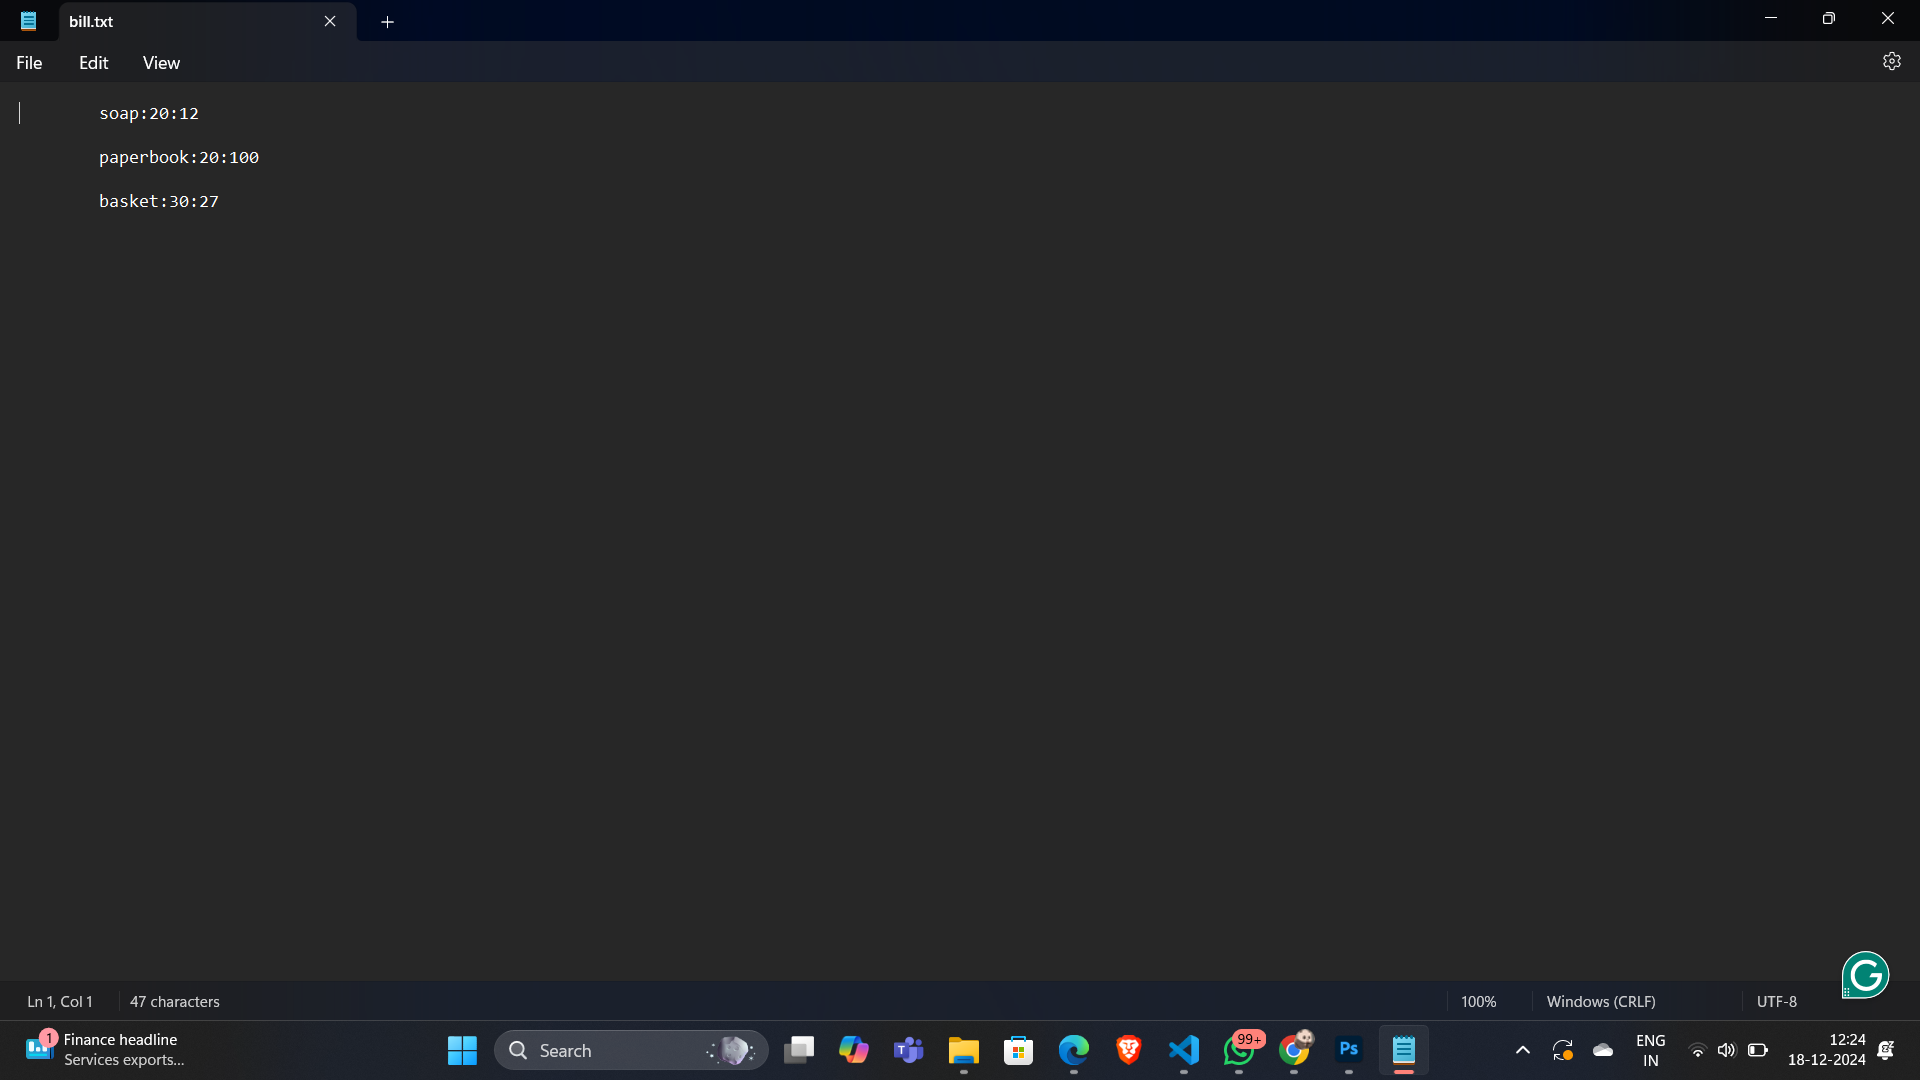 bill.txt
File Edit View
soap:20:12
paperbook:20:100
basket:30:27
Ln 1, Col 1 47 characters 100% Windows (CRLF) UTF-8
1 Finance headline
Services exports...
Search
T
99+
Ps
ENG
IN
12:24
18-12-2024
G